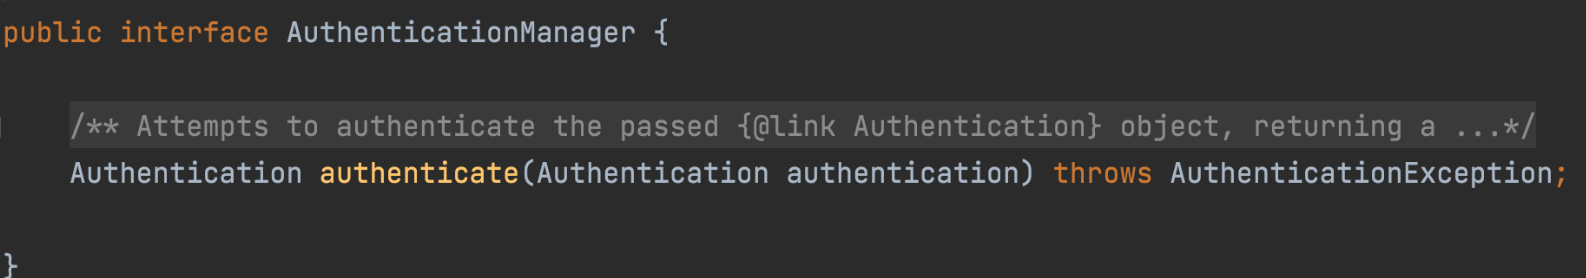 public interface AuthenticationManager {
/** Attempts to authenticate the passed {@link Authentication} object, returning a ...*/
Authentication authenticate(Authentication authentication) throws AuthenticationException;
}